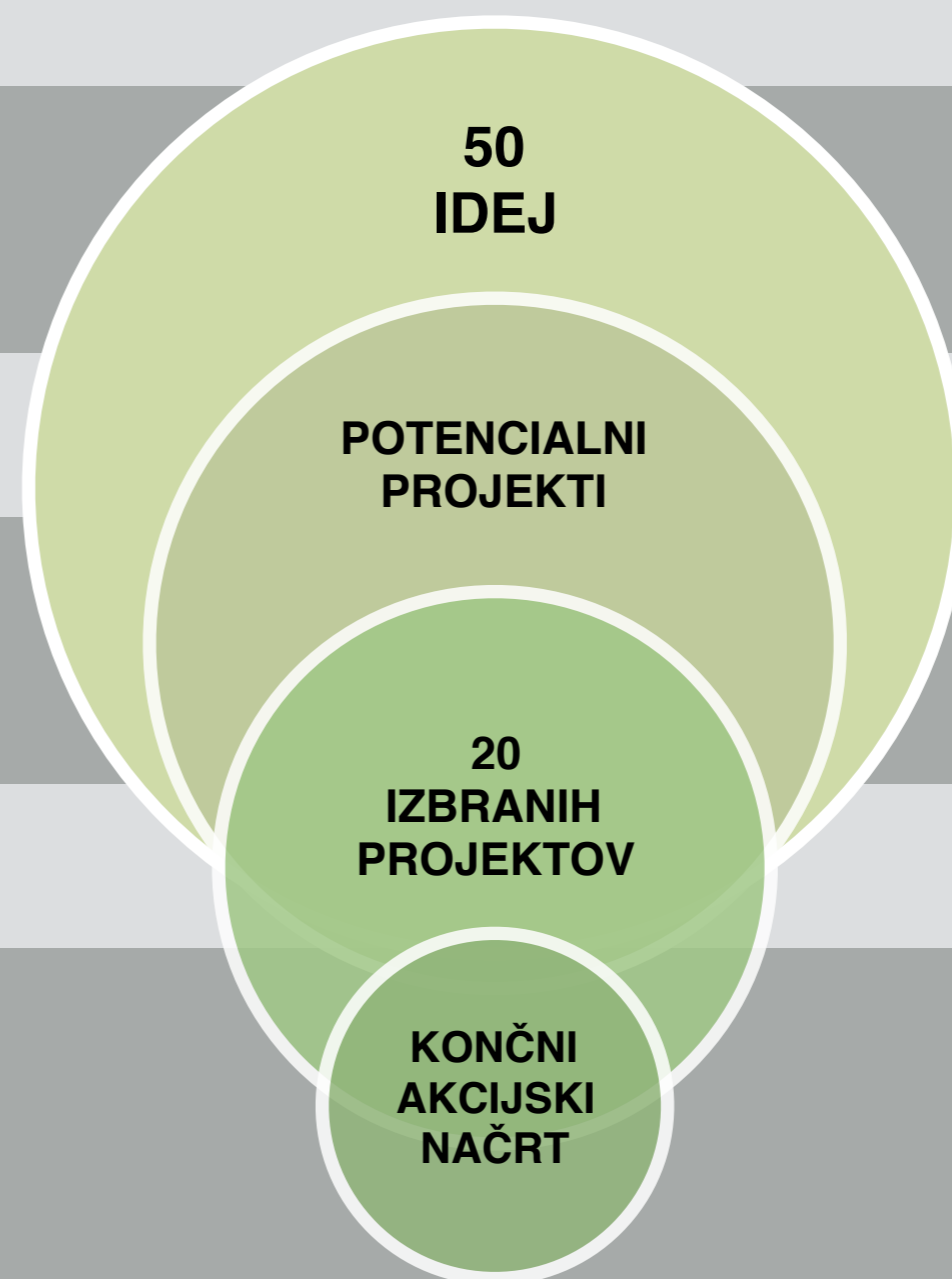 50
IDEJ
POTENCIALNI
PROJEKTI
20
IZBRANIH
PROJEKTOV
KONČNI
AKCIJSKI
NAČRT